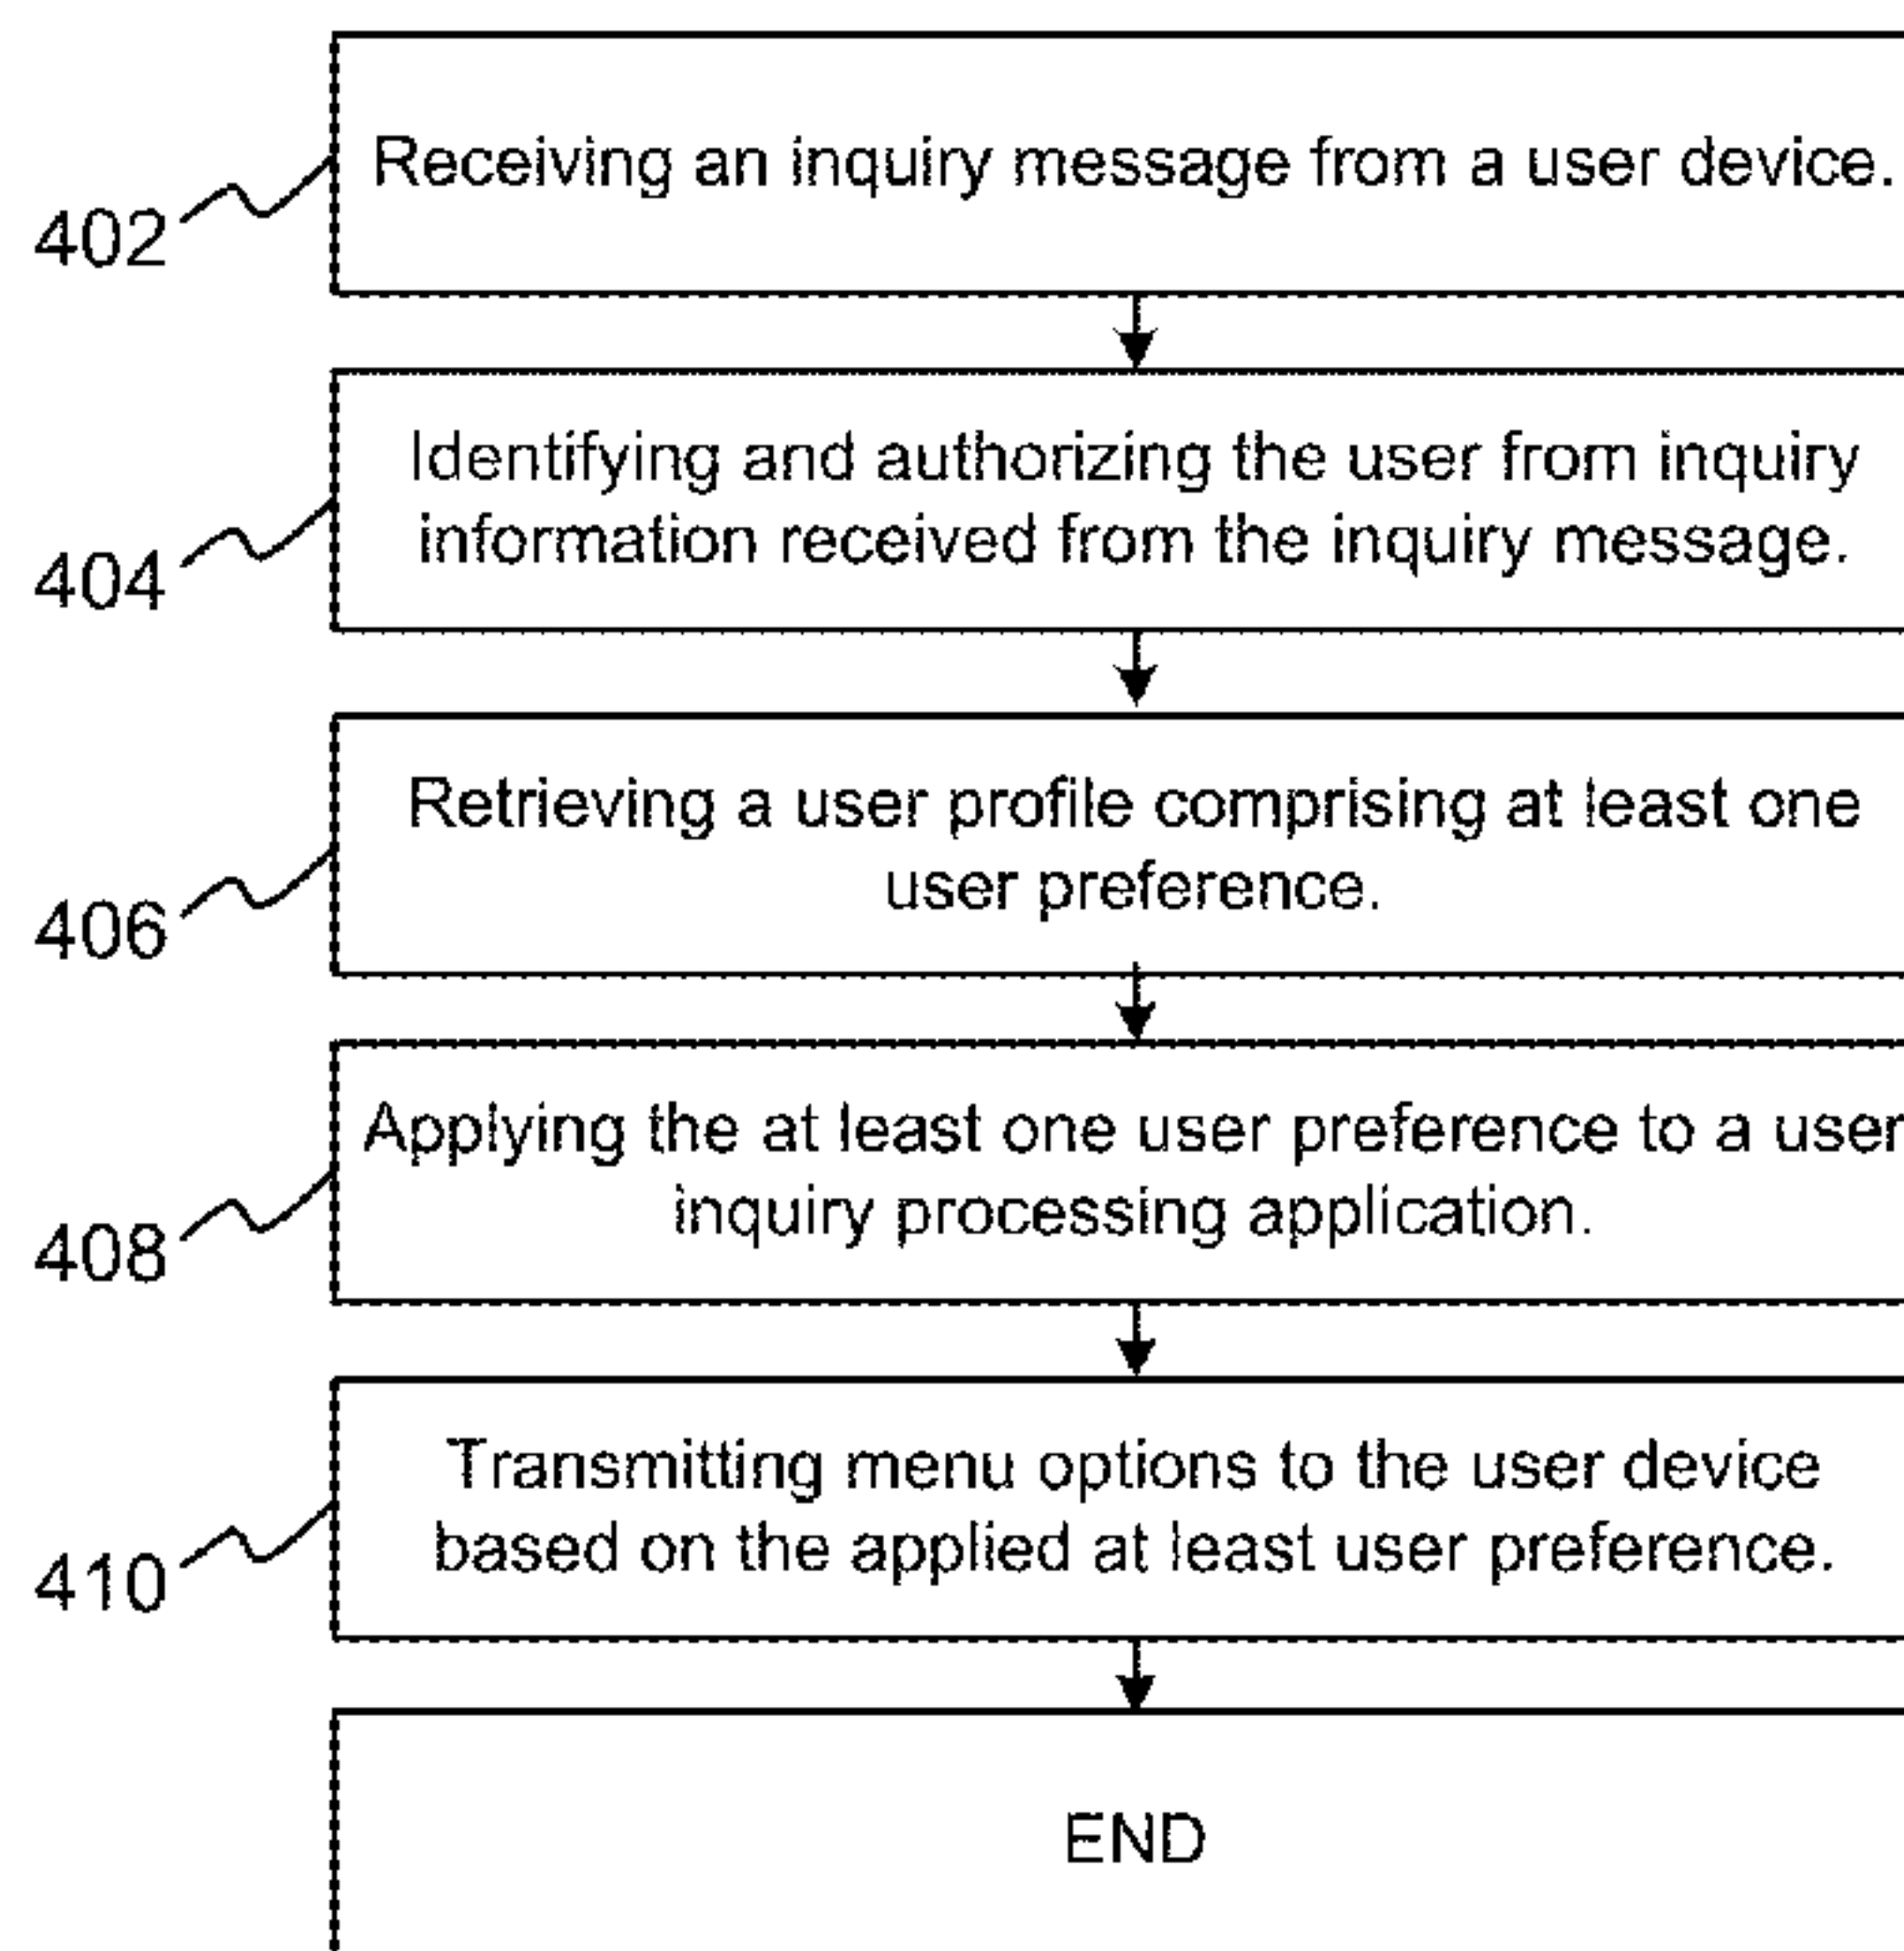 Receiving an inquiry message from a user device.
402
Identifying and authorizing the user from inquiry
information received from the inquiry message.
404
Retrieving a user profile comprising at least one
user preference.
406
Applying the at least one user preference to a user
inquiry processing application.
408
Transmitting menu options to the user device
based on the applied at least user preference.
410
END